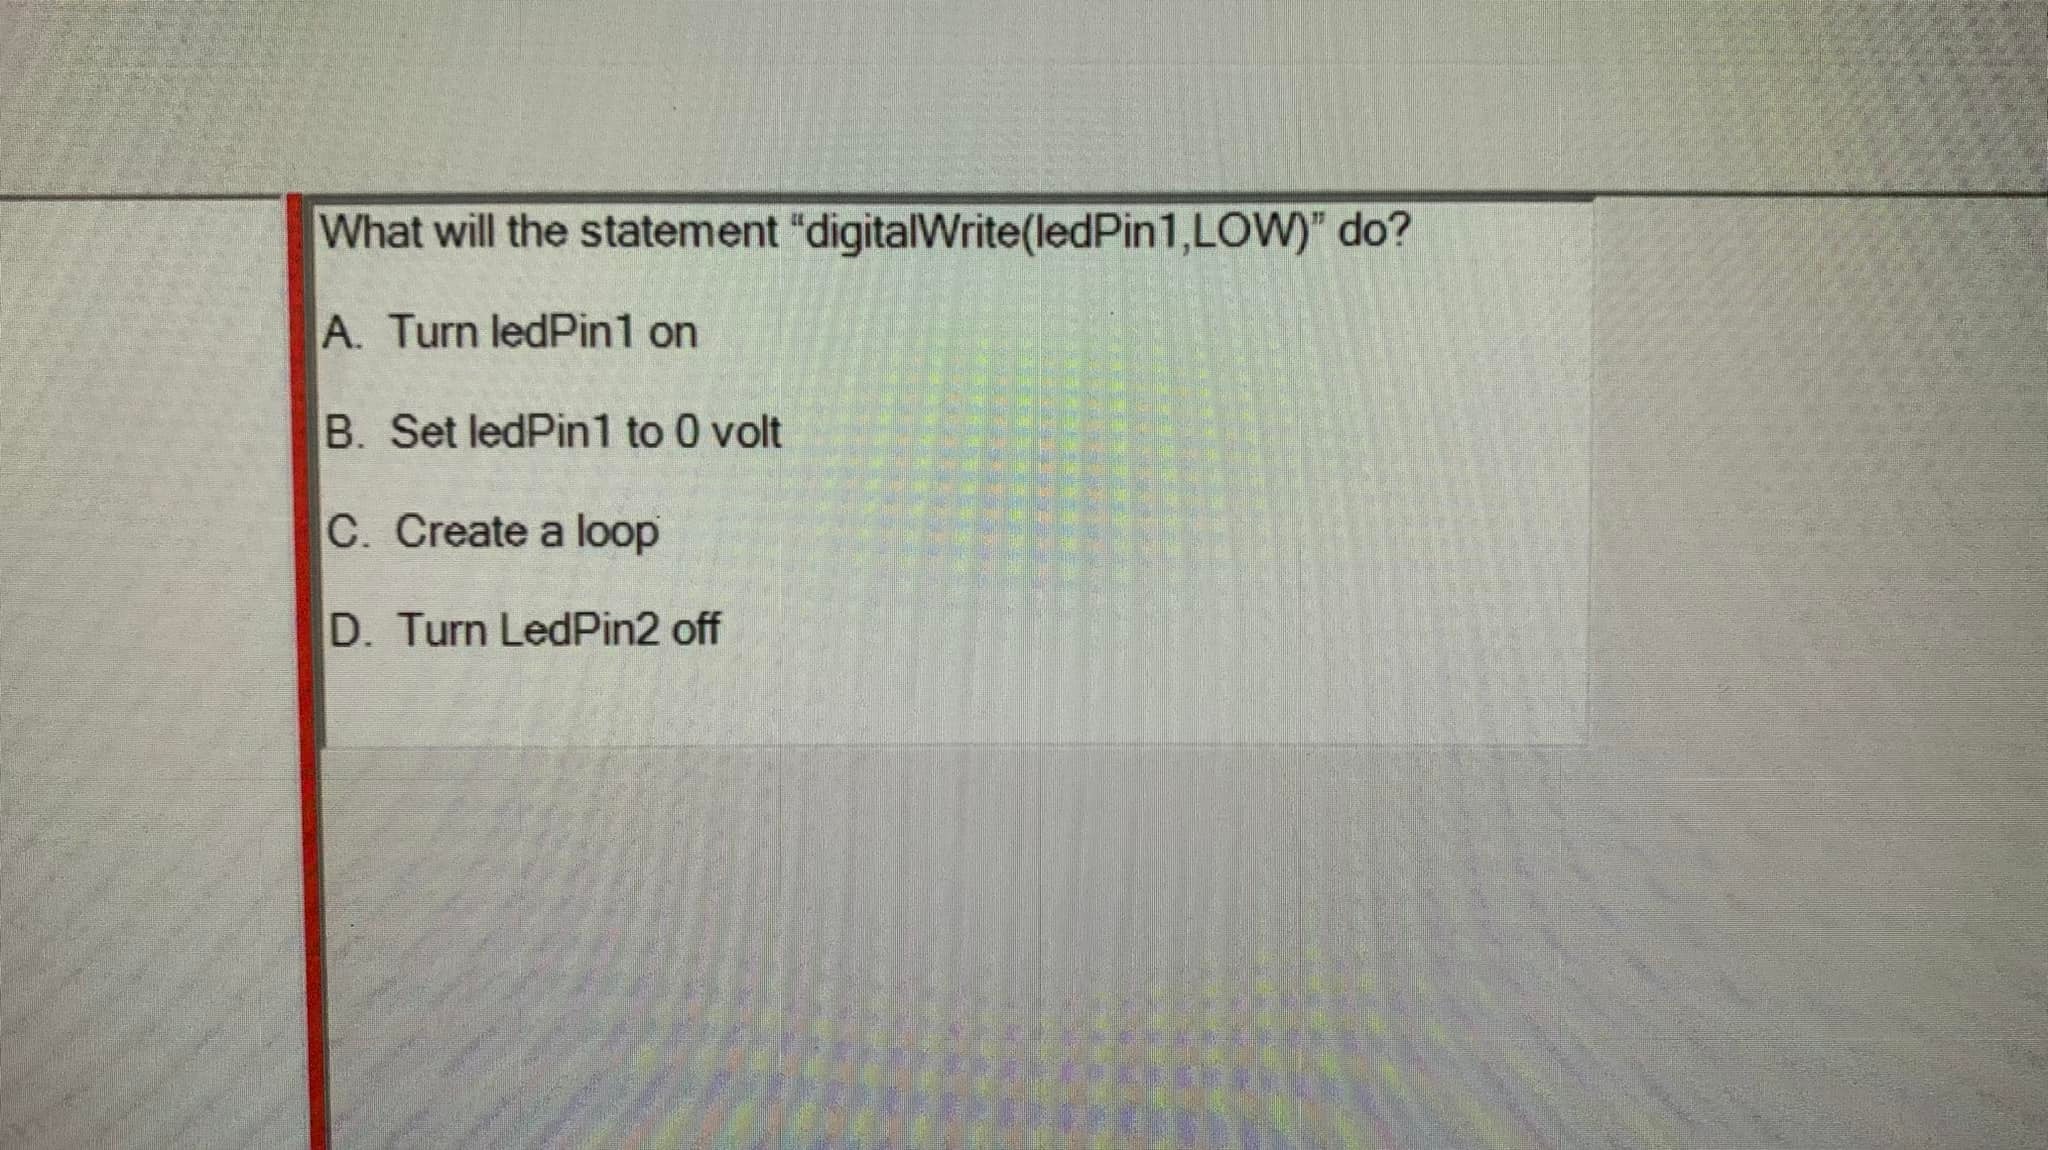 What will the statement “digitalWrite(ledPin1,LOW)” do?
A. Turn ledPin1 on
B. Set ledPin1 to 0 volt
C. Create a loop
D. Turn LedPin2 off